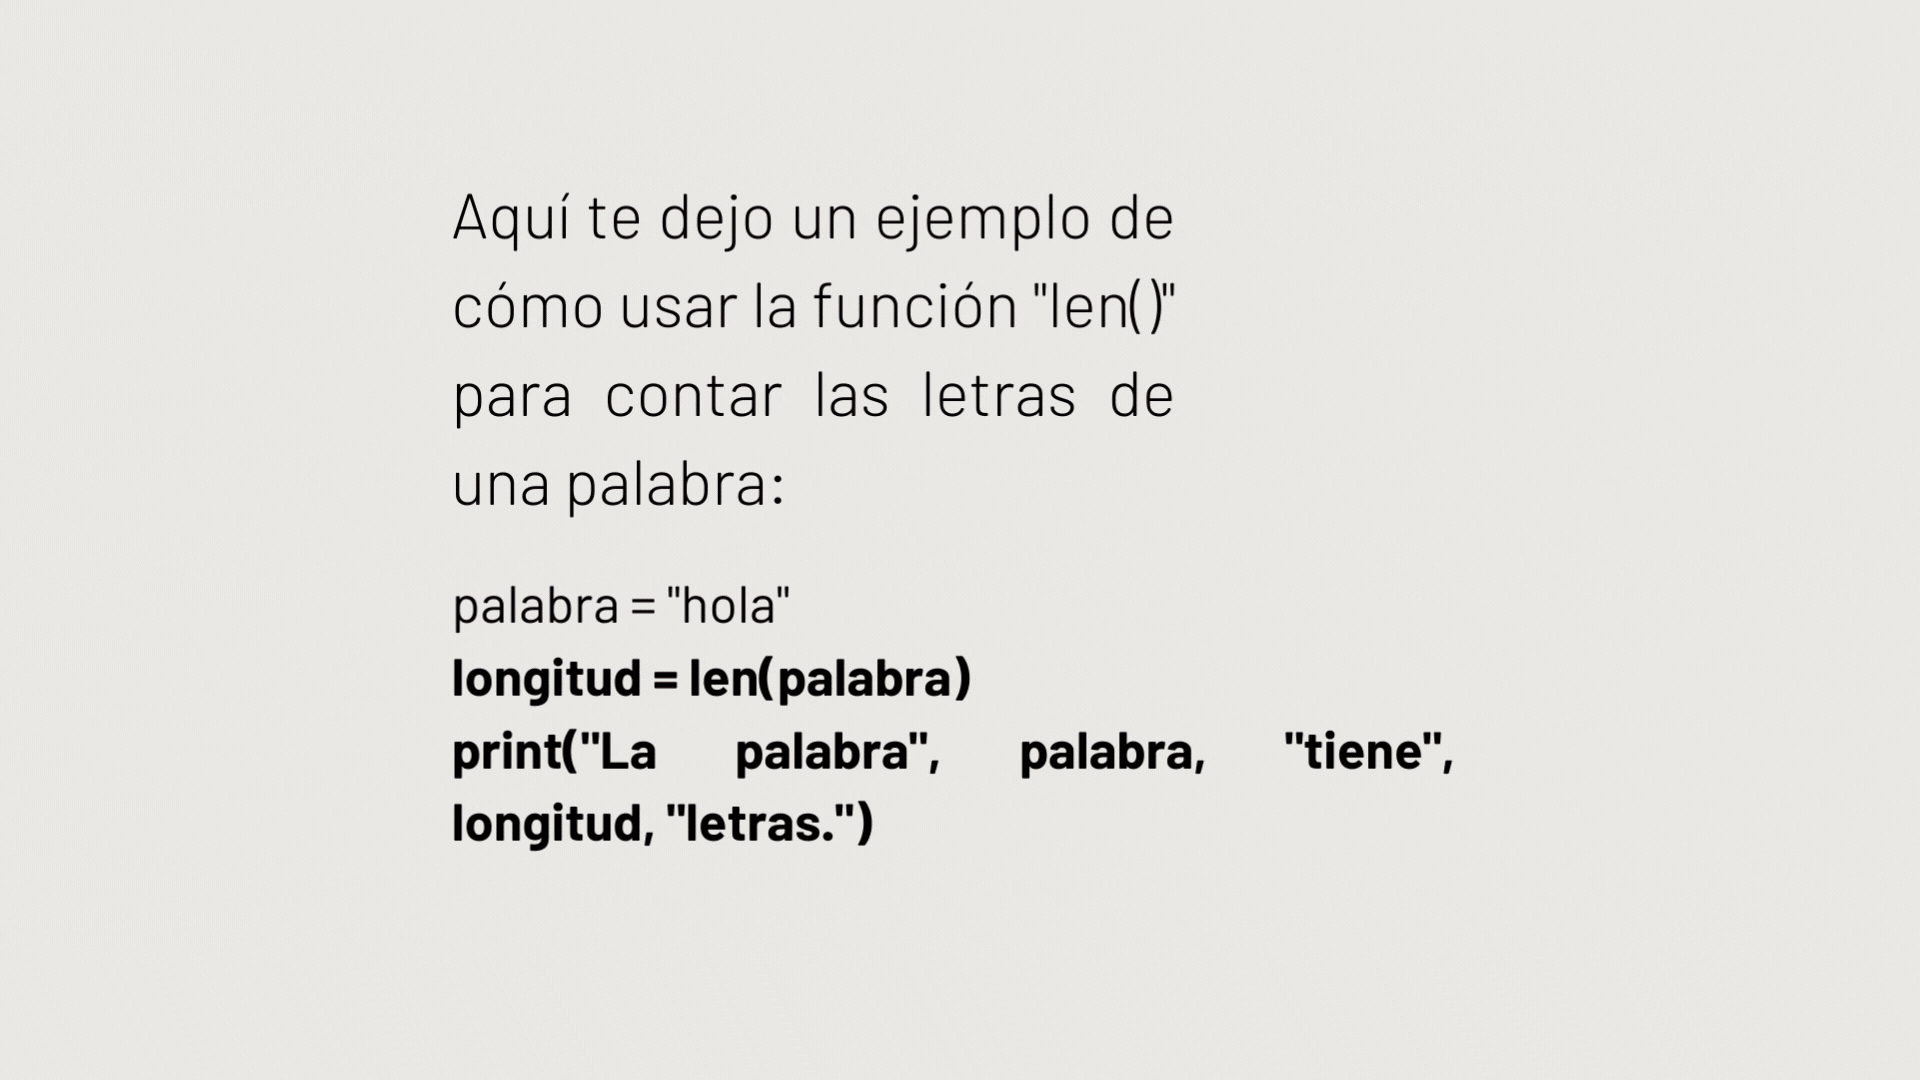 Aquí te dejo un ejemplo de
cómo usar la función "len()"
para contar las letras de
una palabra:
palabra = "hola"
longitud = len(palabra)
print("La palabra", palabra, "tiene",
longitud, "letras.")